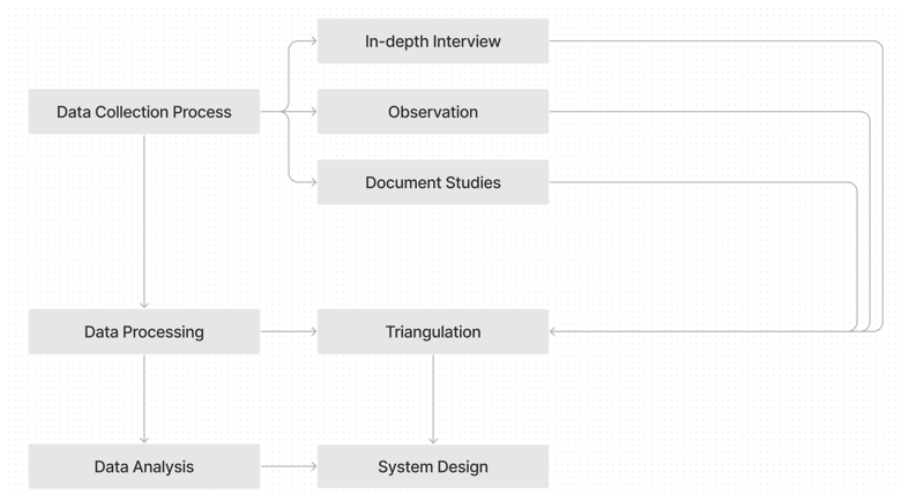 In-depth Interview
Data Collection Process
Observation
Document Studies
Data Processing
Triangulation
Data Analysis
System Design